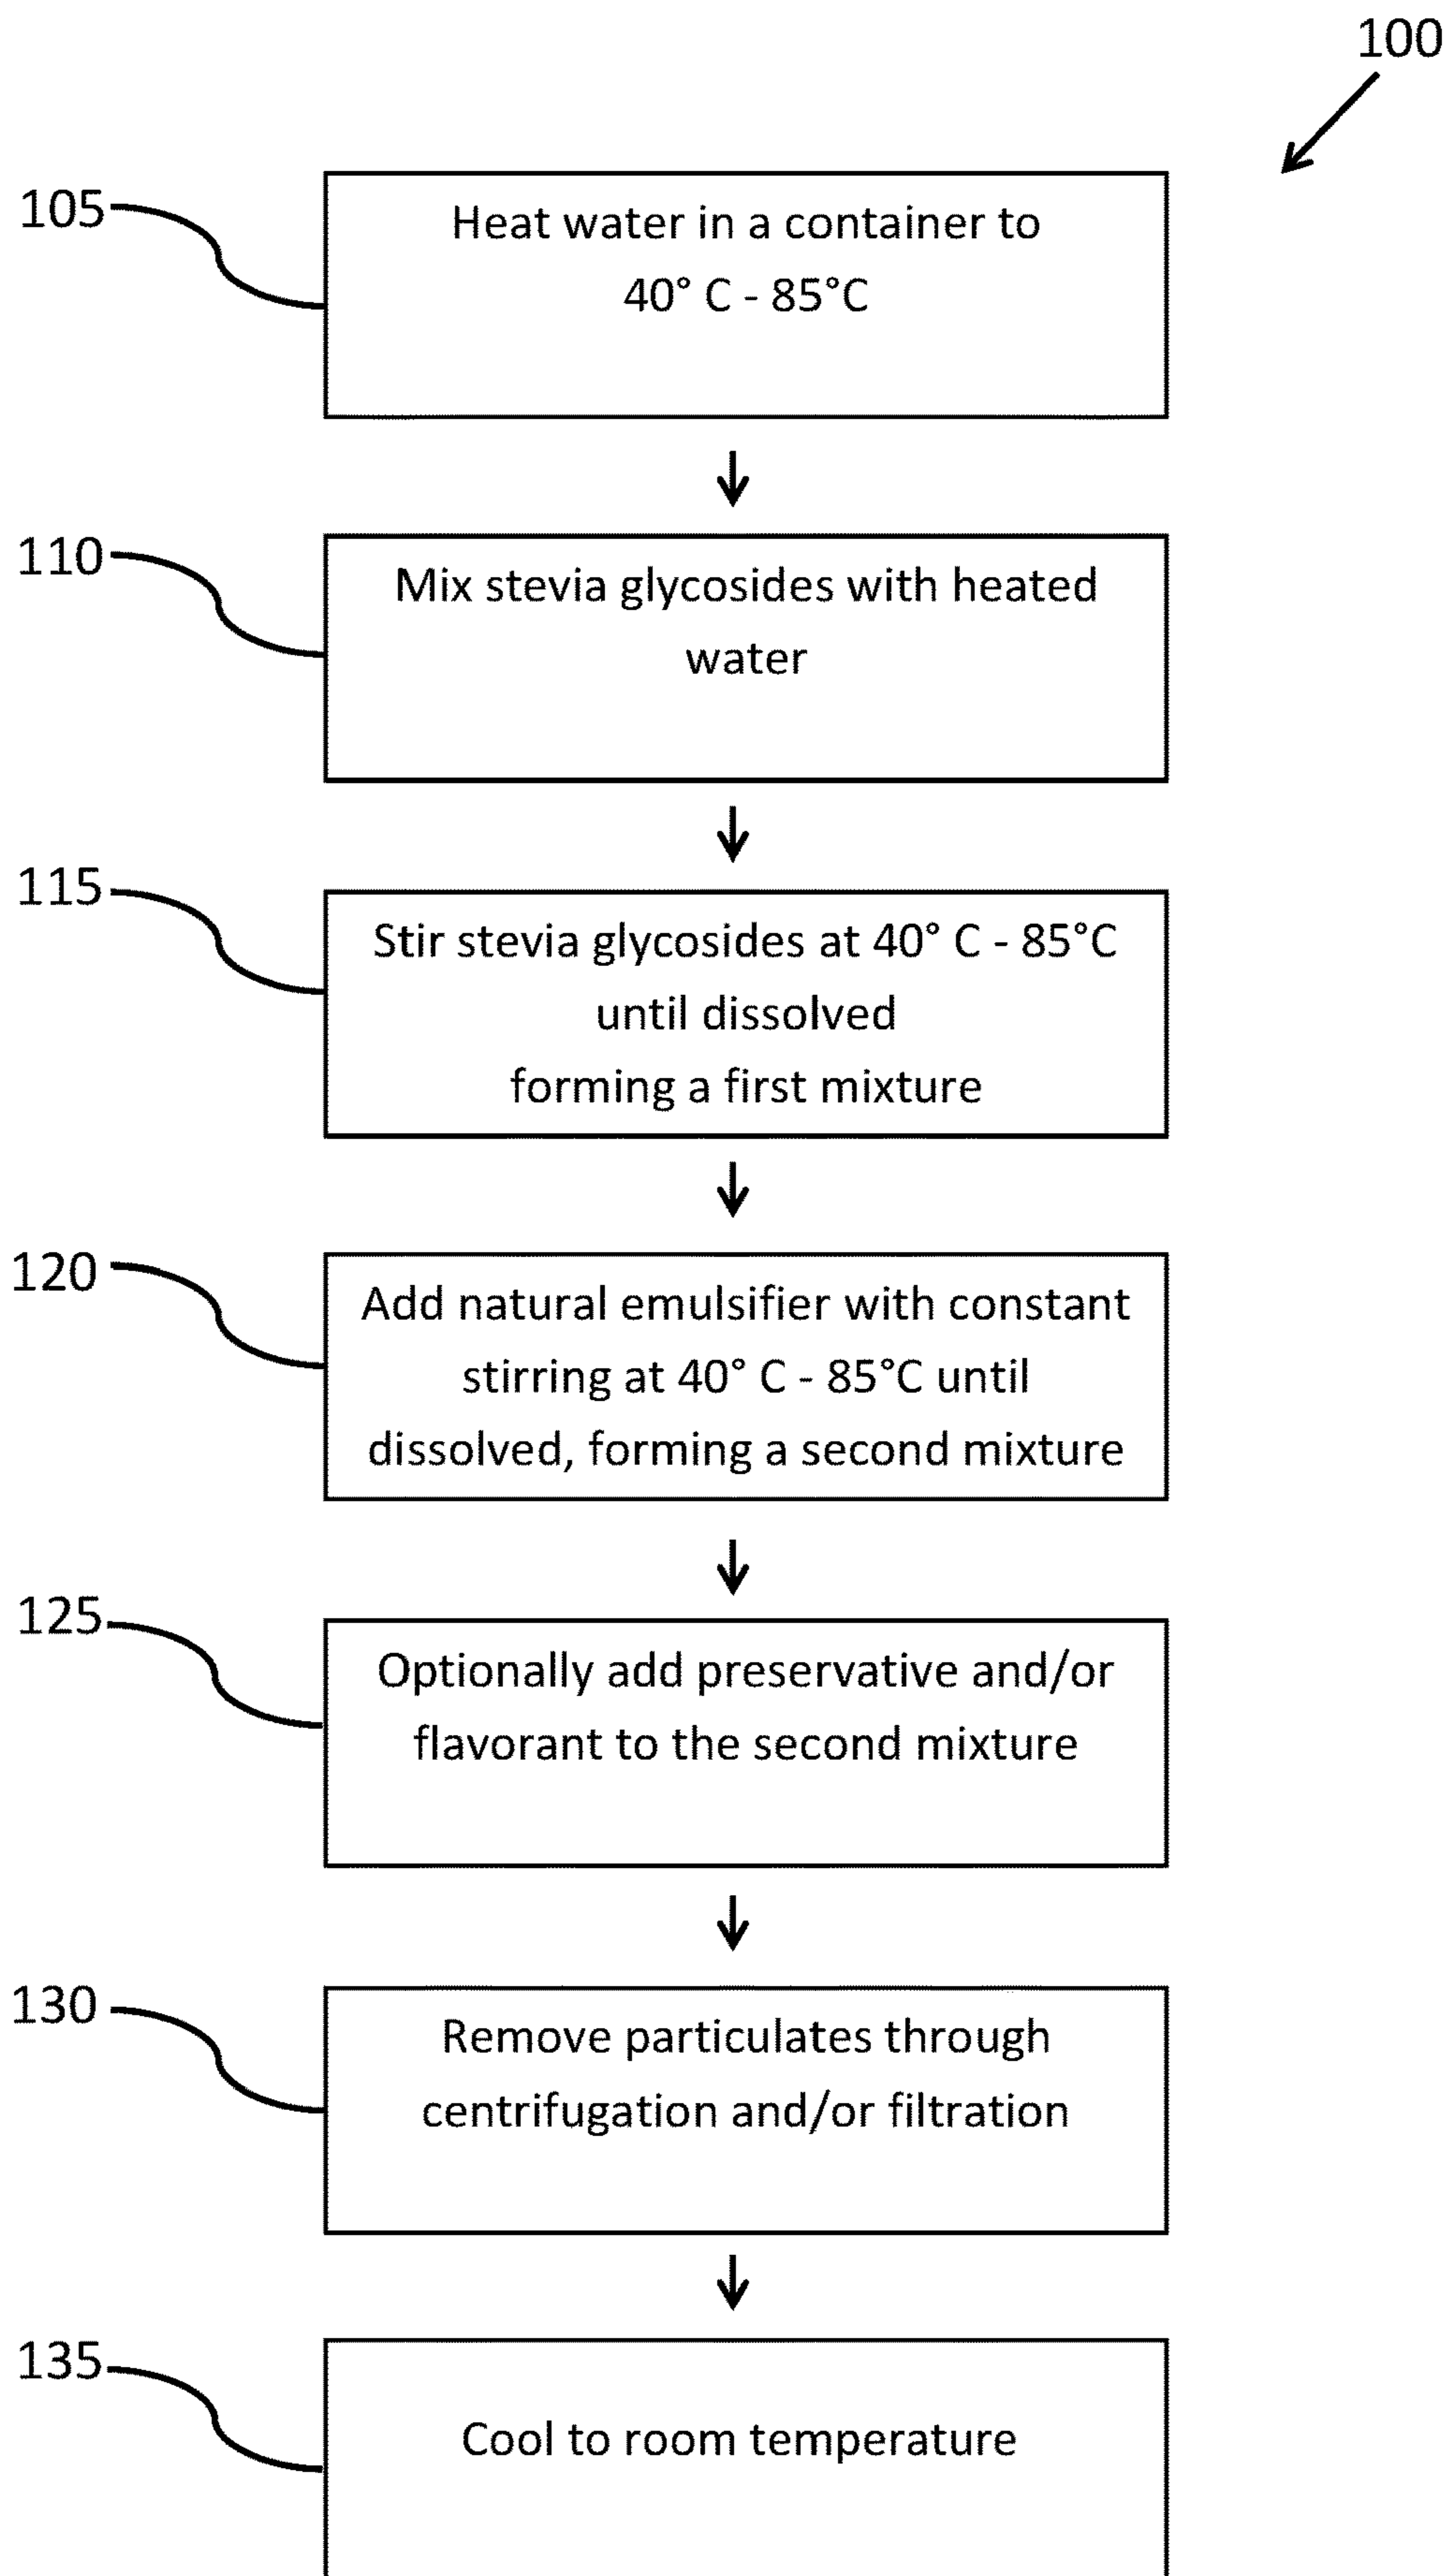 100
105
Heat water in a container to
40° C - 85°C
110
Mix stevia glycosides with heated
water
115
Stir stevia glycosides at 40° C - 85°C
until dissolved
forming a first mixture
120
Add natural emulsifier with constant
stirring at 40° C - 85°C until
dissolved, forming a second mixture
125
Optionally add preservative and/or
flavorant to the second mixture
130
Remove particulates through
centrifugation and/or filtration
135
Cool to room temperature